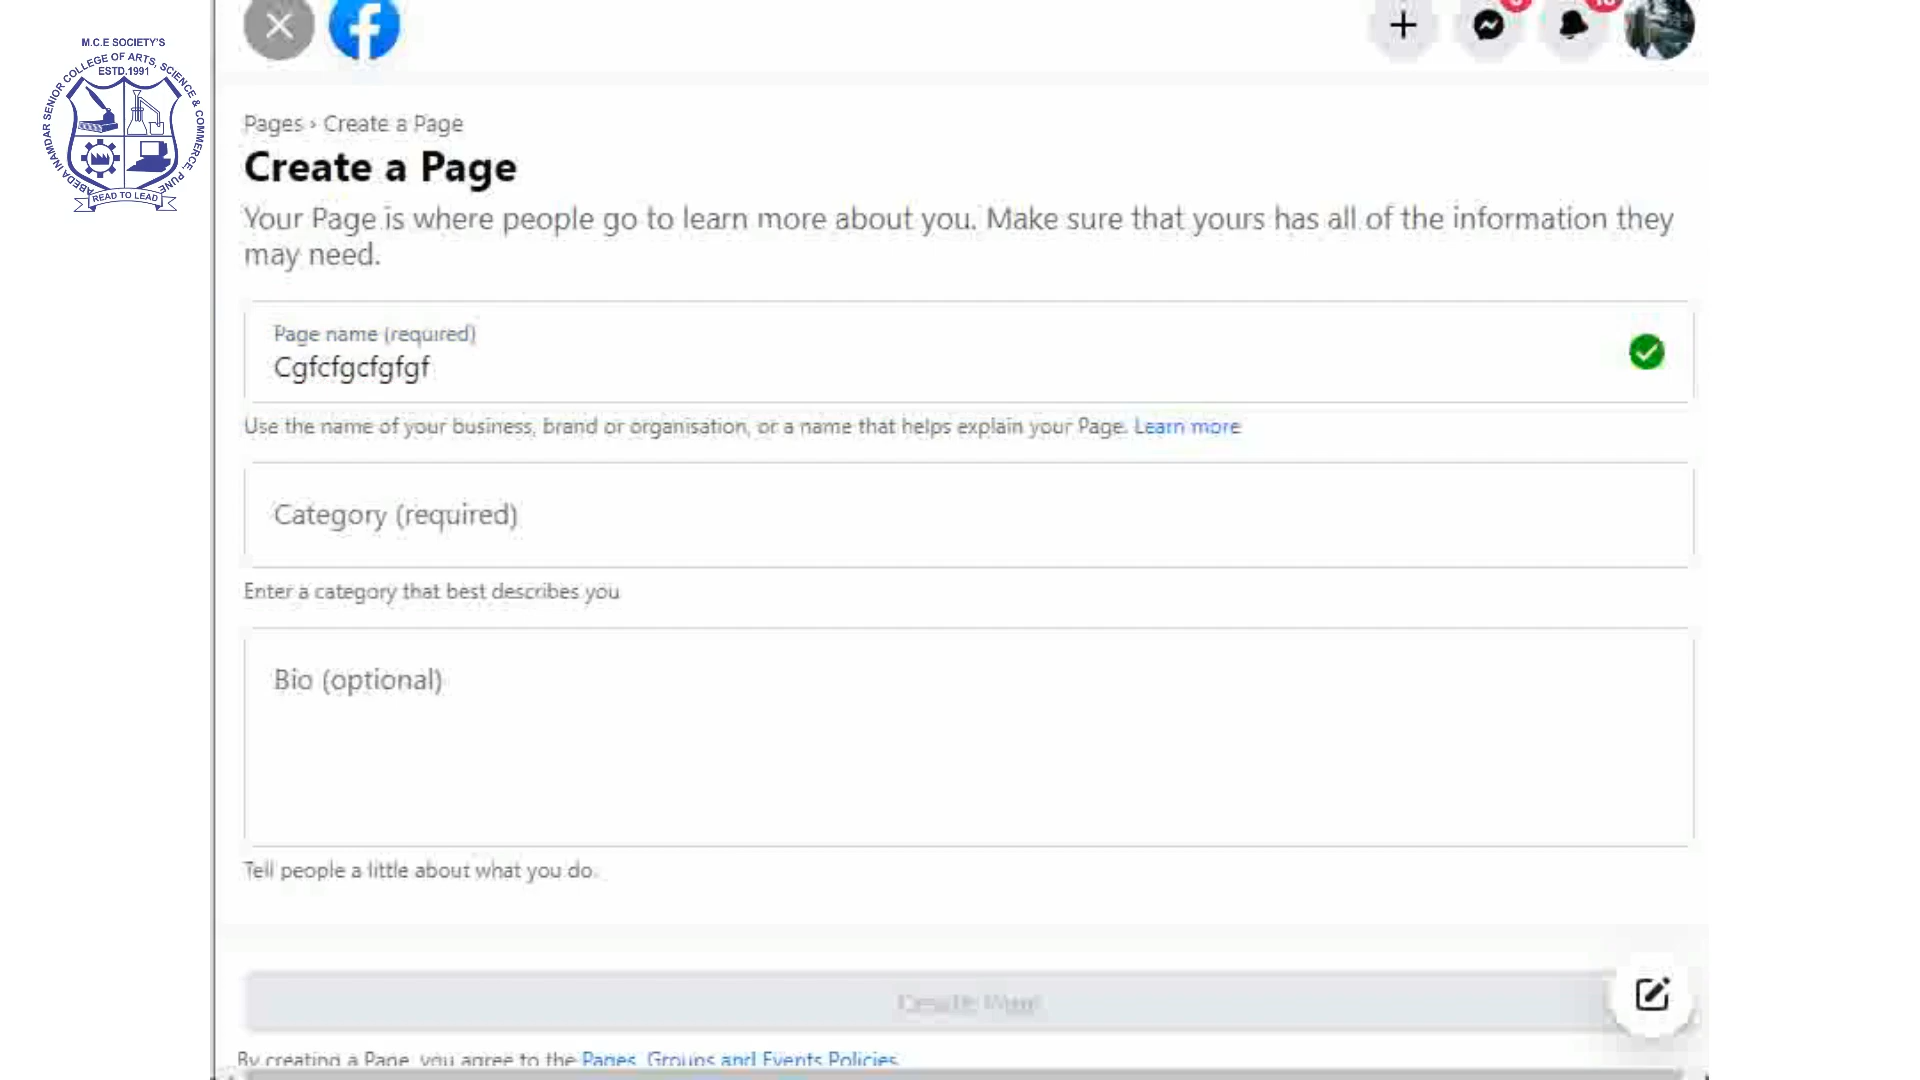 M.C.E SOCIETY'S
ABEDA INAMDAR SENIOR COLLEGE OF ARTS, SCIENCE & COMMERCE, PUNE
ESTD.1991
READ TO LEAD
Pages › Create a Page
Create a Page
Your Page is where people go to learn more about you. Make sure that yours has all of the information they
may need.
Page name (required)
Cgfcfgcfgfgf
Use the name of your business, brand or organisation, or a name that helps explain your Page. Learn more
Category (required)
Enter a category that best describes you
Bio (optional)
Tell people a little about what you do.
Create
By creating a Page, you agree to the Pages, Groups and Events Policies